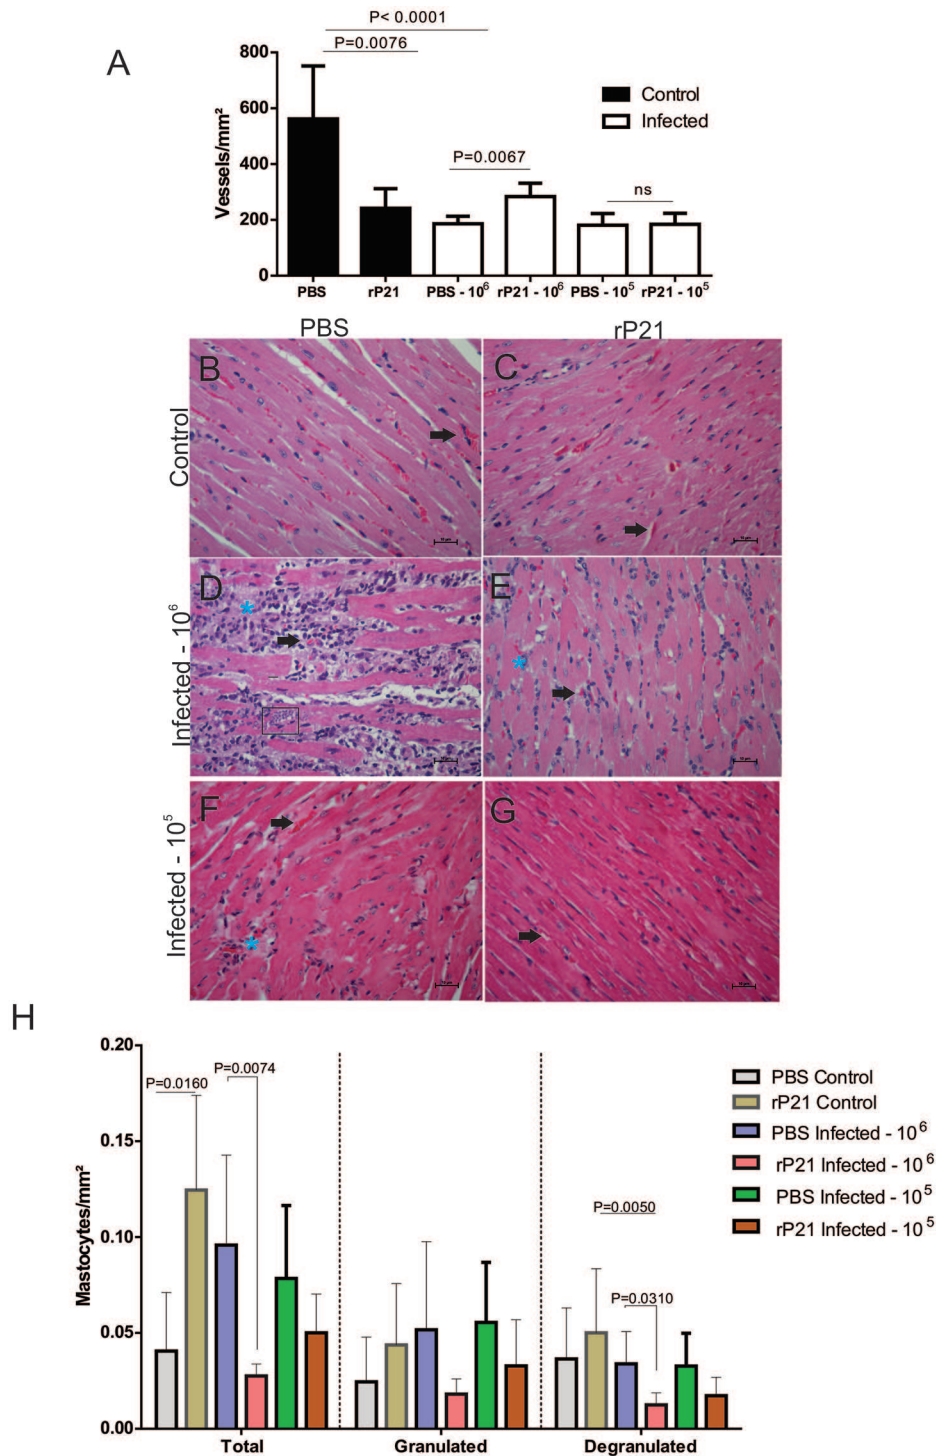 A
P< 0.0001
P=0.0076
800
600
400
200
0
Vessels/mm²
Control
Infected
P=0.0067
ns
PBS
rP21
PBS - 10⁶
rP21 - 10⁶
PBS - 10⁵
rP21 - 10⁵
PBS
rP21
Control
B
C
Infected - 10⁶
D
*
E
*
Infected - 10⁵
F
*
G
H
0.20
0.15
0.10
0.05
0.00
Mastocytes/mm²
P=0.0160
P=0.0074
P=0.0050
P=0.0310
PBS Control
rP21 Control
PBS Infected - 10⁶
rP21 Infected - 10⁶
PBS Infected - 10⁵
rP21 Infected - 10⁵
Total
Granulated
Degranulated